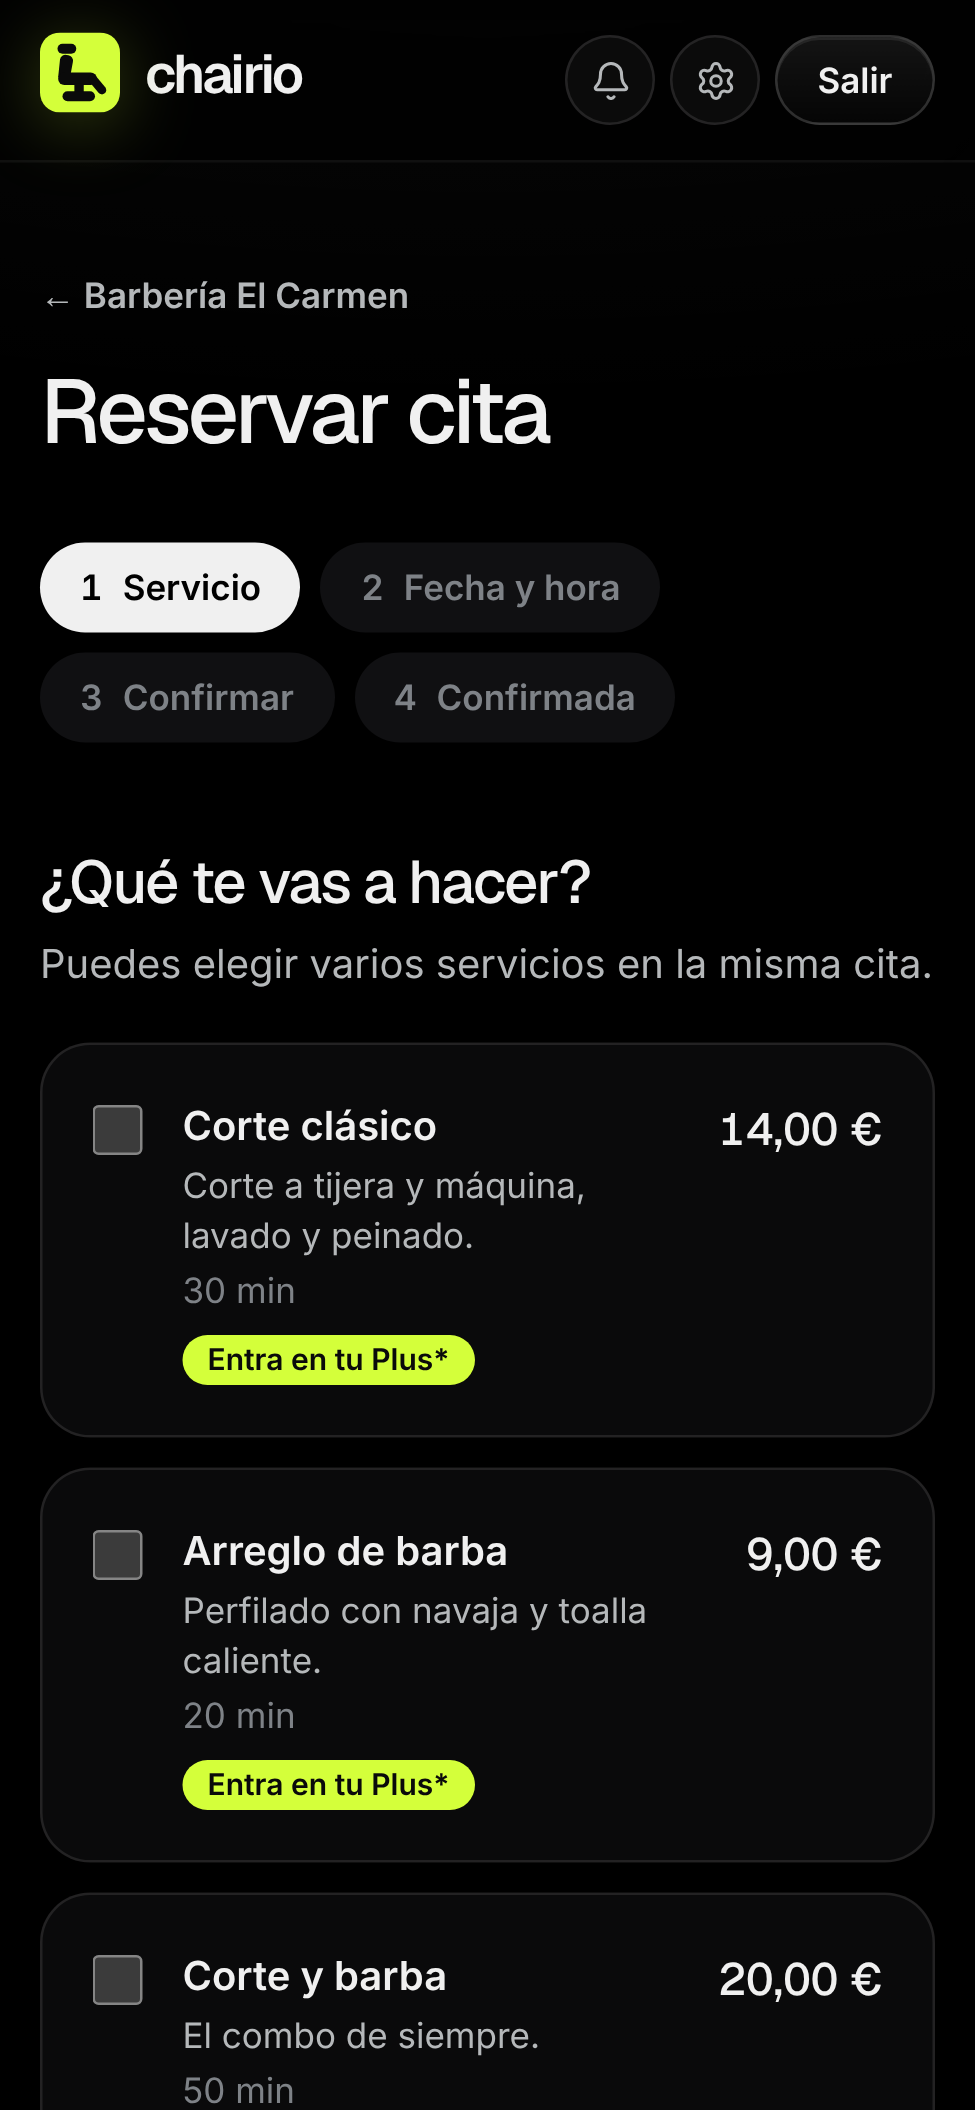 chairio
Salir
← Barbería El Carmen
Reservar cita
1 Servicio
2 Fecha y hora
3 Confirmar
4 Confirmada
¿Qué te vas a hacer?
Puedes elegir varios servicios en la misma cita.
Corte clásico
14,00 €
Corte a tijera y máquina,
lavado y peinado.
30 min
Entra en tu Plus*
Arreglo de barba
9,00 €
Perfilado con navaja y toalla
caliente.
20 min
Entra en tu Plus*
Corte y barba
20,00 €
El combo de siempre.
50 min